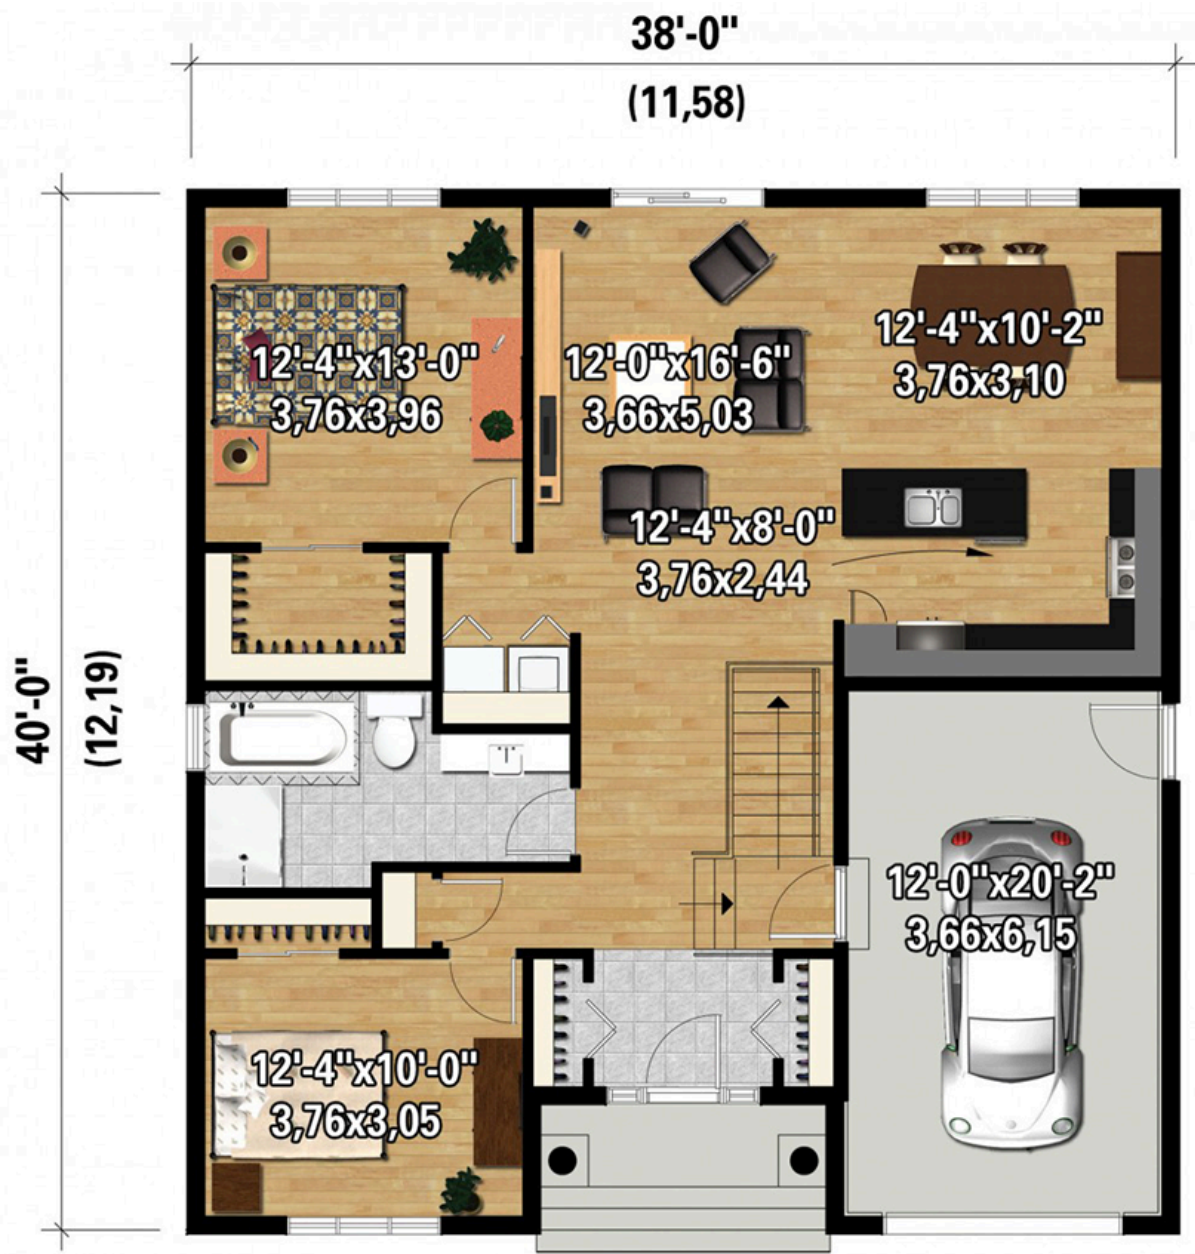 38'-0"
(11,58)
12'-4"x13'-0"
3,76x3,96
12'-0"x16'-6"
3,66x5,03
12'-4"x10'-2"
3,76x3,10
12'-4"x8'-0"
3,76x2,44
40'-0"
(12,19)
12'-0"x20'-2"
3,66x6,15
12'-4"x10'-0"
3,76x3,05